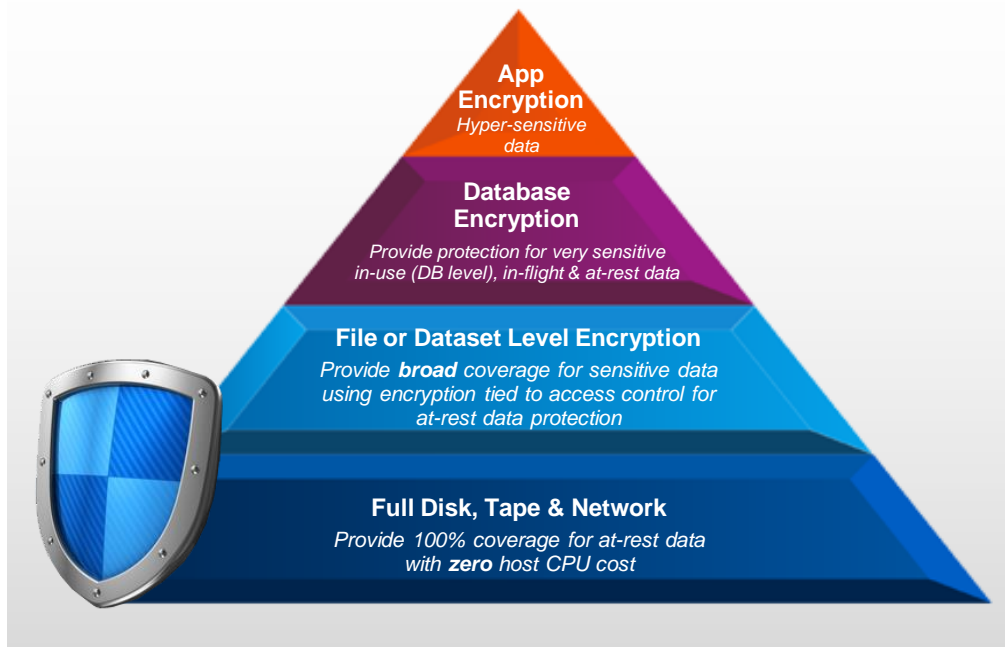 App
Encryption
Hyper-sensitive
data
Database
Encryption
Provide protection for very sensitive
in-use (DB level), in-flight & at-rest data
File or Dataset Level Encryption
Provide broad coverage for sensitive data
using encryption tied to access control for
at-rest data protection
Full Disk, Tape & Network
Provide 100% coverage for at-rest data
with zero host CPU cost